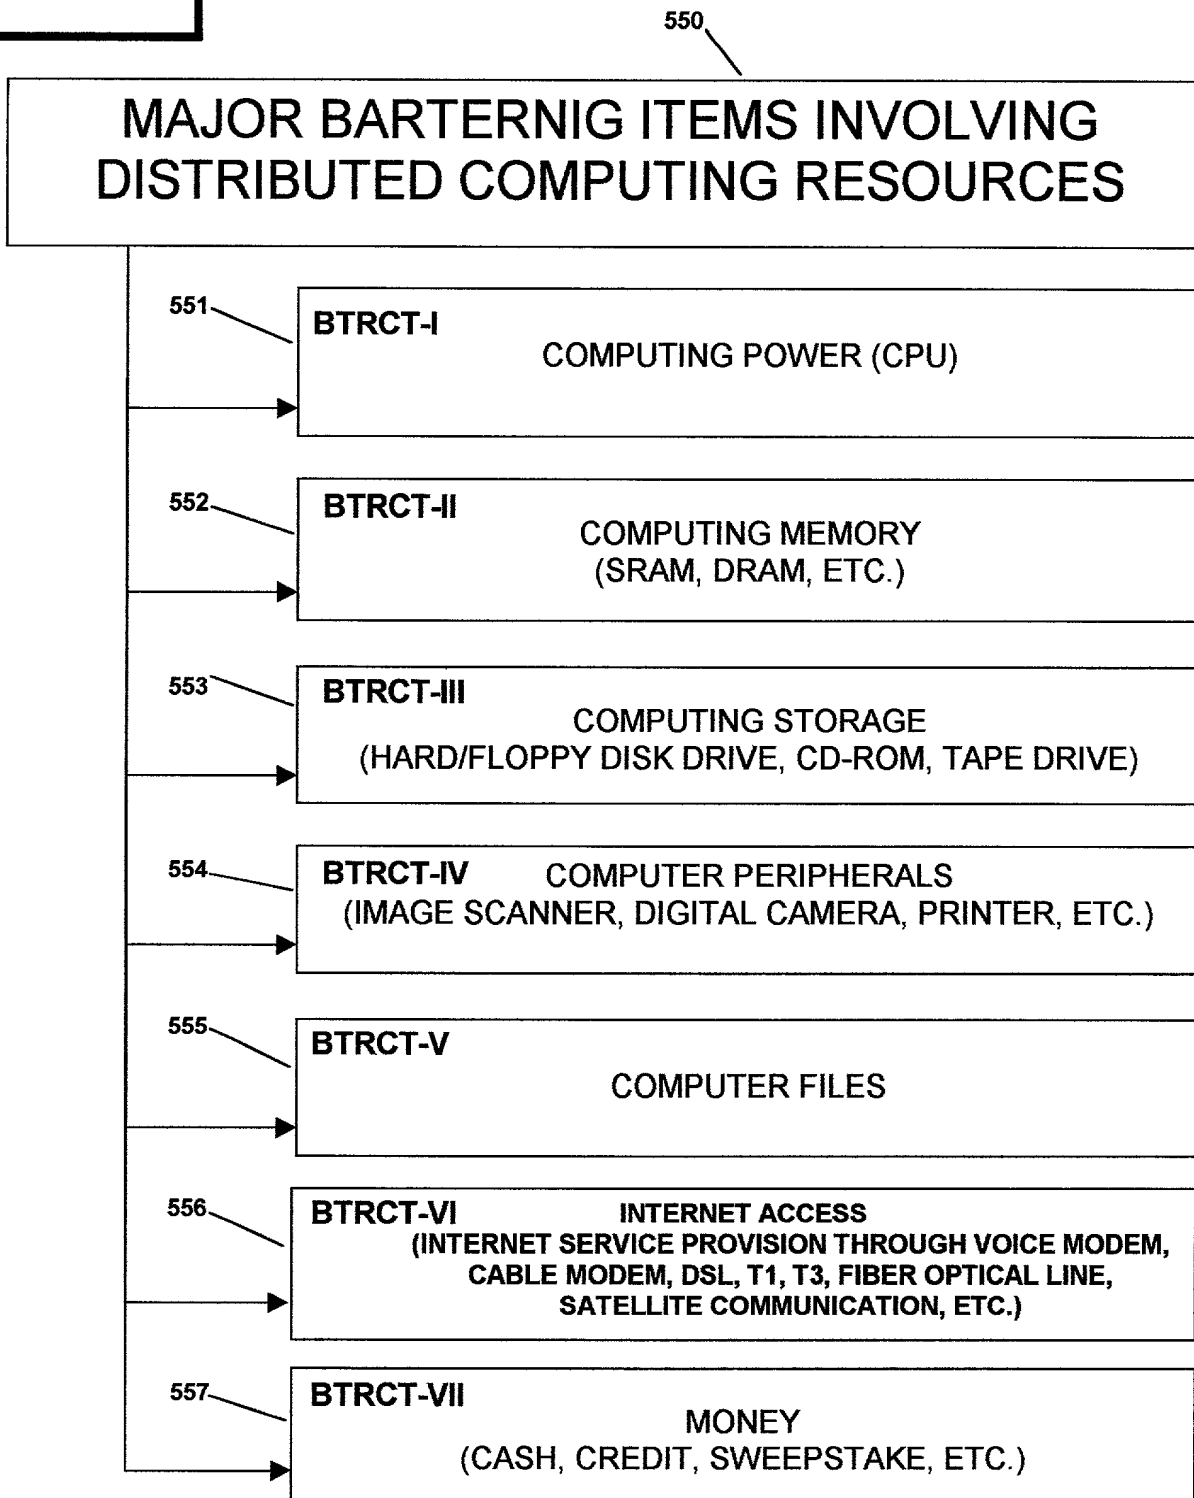 550
MAJOR BARTERNIG ITEMS INVOLVING
DISTRIBUTED COMPUTING RESOURCES
551
BTRCT-I
COMPUTING POWER (CPU)
552
BTRCT-II
COMPUTING MEMORY
(SRAM, DRAM, ETC.)
553
BTRCT-III
COMPUTING STORAGE
(HARD/FLOPPY DISK DRIVE, CD-ROM, TAPE DRIVE)
554
BTRCT-IV COMPUTER PERIPHERALS
(IMAGE SCANNER, DIGITAL CAMERA, PRINTER, ETC.)
555
BTRCT-V
COMPUTER FILES
556
BTRCT-VI INTERNET ACCESS
(INTERNET SERVICE PROVISION THROUGH VOICE MODEM,
CABLE MODEM, DSL, T1, T3, FIBER OPTICAL LINE,
SATELLITE COMMUNICATION, ETC.)
557
BTRCT-VII
MONEY
(CASH, CREDIT, SWEEPSTAKE, ETC.)